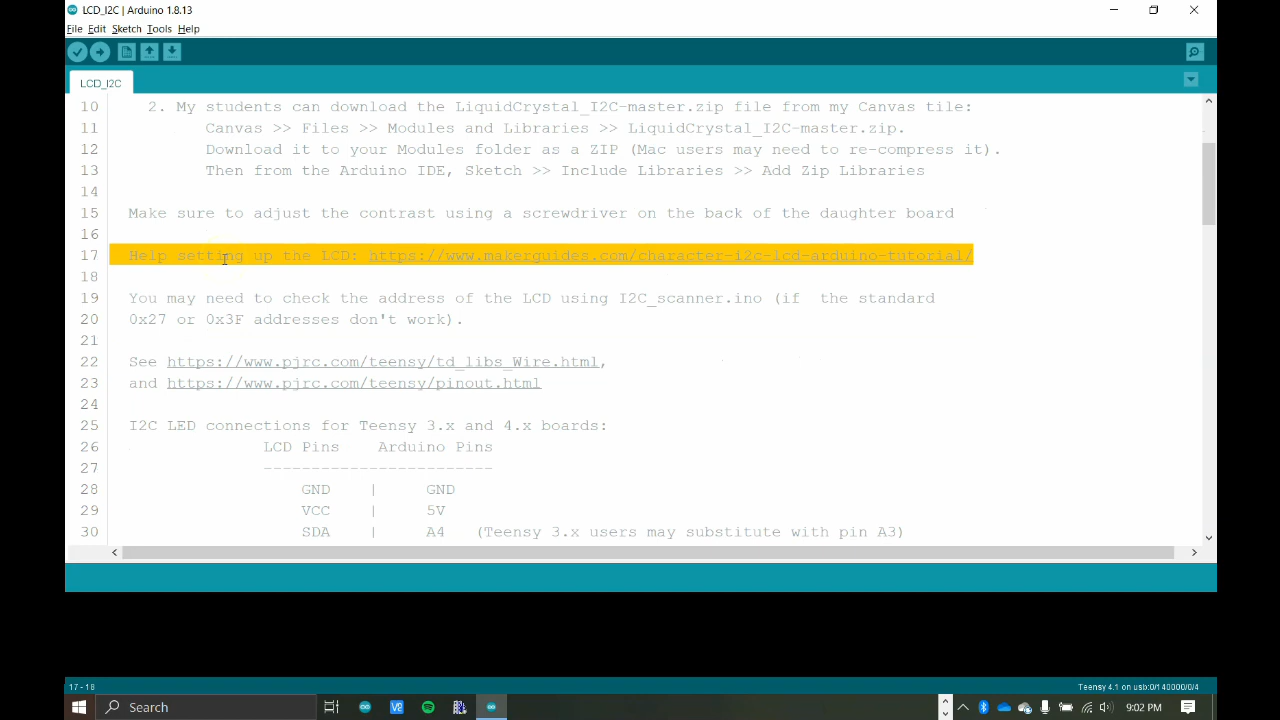 LCD_I2C | Arduino 1.8.13
File Edit Sketch Tools Help
LCD_I2C
10 2. My students can download the LiquidCrystal_I2C-master.zip file from my Canvas tile:
11 Canvas >> Files >> Modules and Libraries >> LiquidCrystal_I2C-master.zip.
12 Download it to your Modules folder as a ZIP (Mac users may need to re-compress it).
13 Then from the Arduino IDE, Sketch >> Include Libraries >> Add Zip Libraries
14
15 Make sure to adjust the contrast using a screwdriver on the back of the daughter board
16
17 Help setting up the LCD: https://www.makerguides.com/character-i2c-lcd-arduino-tutorial/
18
19 You may need to check the address of the LCD using I2C_scanner.ino (if  the standard
20 0x27 or 0x3F addresses don't work).
21
22 See https://www.pjrc.com/teensy/td_libs_Wire.html,
23 and https://www.pjrc.com/teensy/pinout.html
24
25 I2C LED connections for Teensy 3.x and 4.x boards:
26 LCD Pins    Arduino Pins
27 ------------------------
28 GND | GND
29 VCC | 5V
30 SDA | A4 (Teensy 3.x users may substitute with pin A3)
17 - 18
Teensy 4.1 on usb:0/140000/0/4
Search
9:02 PM